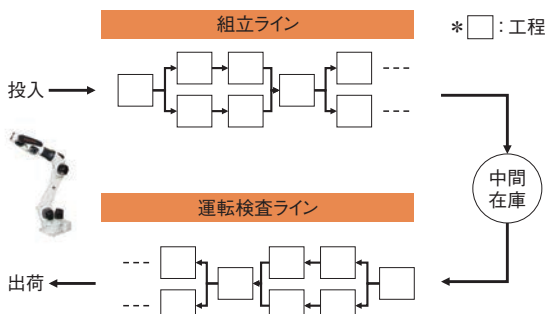 組立ライン
*□:工程
投入
中間
在庫
運転検査ライン
出荷